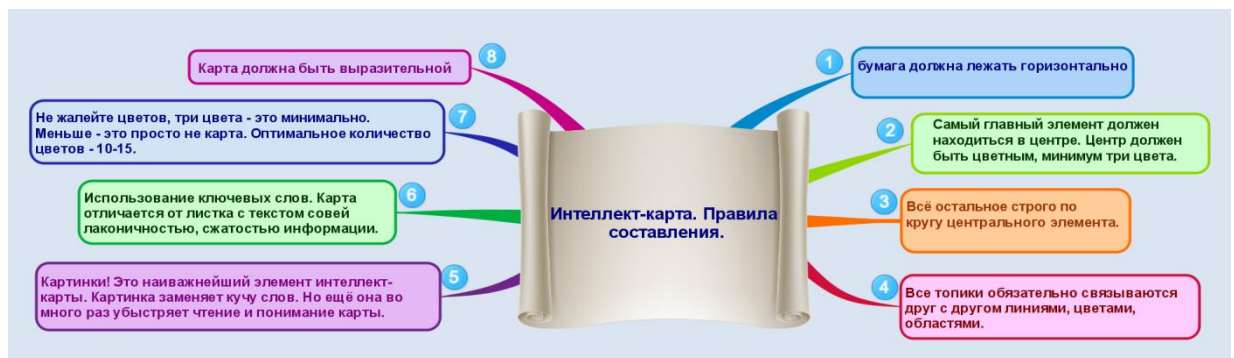 Интеллект-карта. Правила
составления.
1
бумага должна лежать горизонтально
2
Самый главный элемент должен
находиться в центре. Центр должен
быть цветным, минимум три цвета.
3
Всё остальное строго по
кругу центрального элемента.
4
Все топики обязательно связываются
друг с другом линиями, цветами,
областями.
5
Картинки! Это наиважнейший элемент интеллект-
карты. Картинка заменяет кучу слов. Но ещё она во
много раз убыстряет чтение и понимание карты.
6
Использование ключевых слов. Карта
отличается от листка с текстом совей
лаконичностью, сжатостью информации.
7
Не жалейте цветов, три цвета - это минимально.
Меньше - это просто не карта. Оптимальное количество
цветов - 10-15.
8
Карта должна быть выразительной